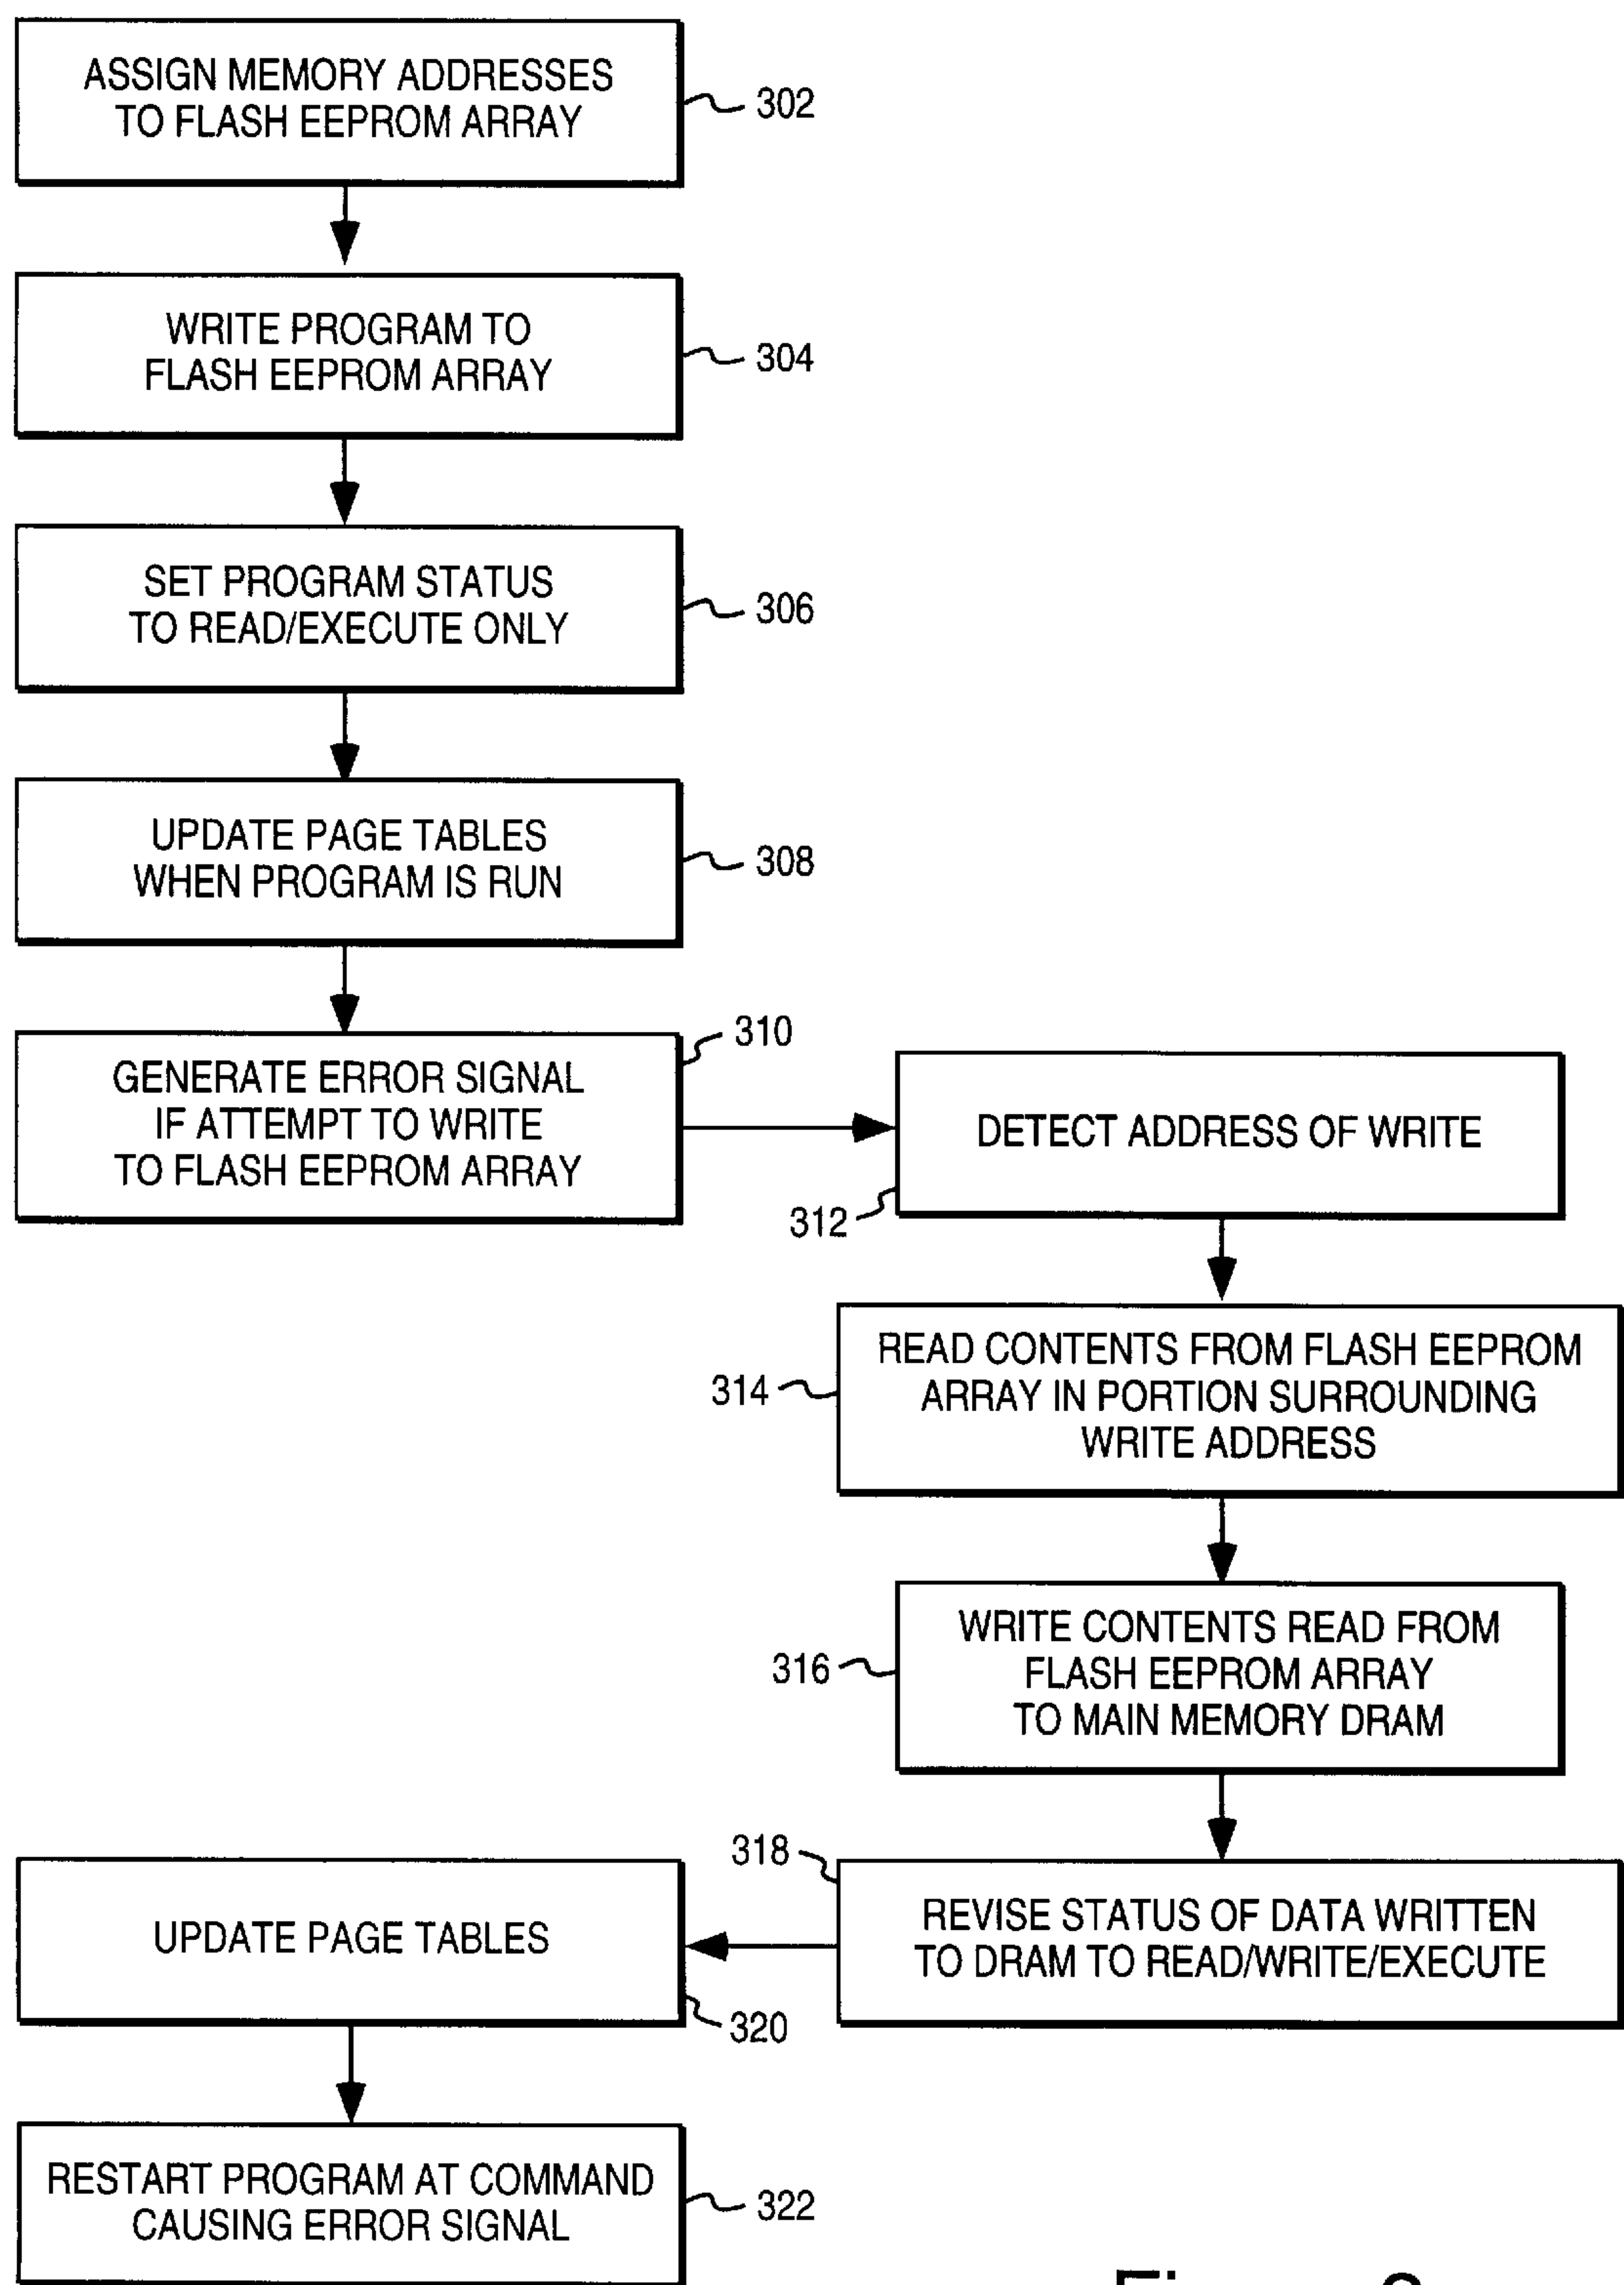 ASSIGN MEMORY ADDRESSES
TO FLASH EEPROM ARRAY
302
WRITE PROGRAM TO
FLASH EEPROM ARRAY
304
SET PROGRAM STATUS
TO READ/EXECUTE ONLY
306
UPDATE PAGE TABLES
WHEN PROGRAM IS RUN
308
GENERATE ERROR SIGNAL
IF ATTEMPT TO WRITE
TO FLASH EEPROM ARRAY
310
DETECT ADDRESS OF WRITE
312
READ CONTENTS FROM FLASH EEPROM
ARRAY IN PORTION SURROUNDING
WRITE ADDRESS
314
WRITE CONTENTS READ FROM
FLASH EEPROM ARRAY
TO MAIN MEMORY DRAM
316
REVISE STATUS OF DATA WRITTEN
TO DRAM TO READ/WRITE/EXECUTE
318
UPDATE PAGE TABLES
320
RESTART PROGRAM AT COMMAND
CAUSING ERROR SIGNAL
322